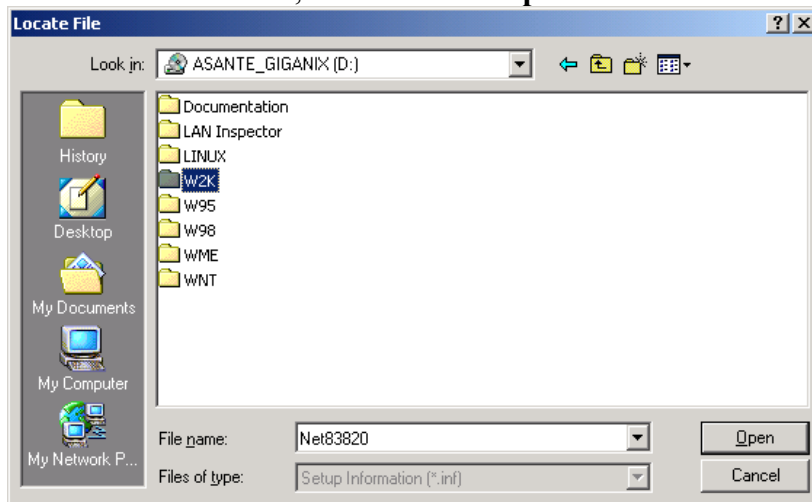 Locate File
Look in:
ASANTE_GIGANIX (D:)
History
Desktop
My Documents
My Computer
My Network P...
Documentation
LAN Inspector
LINUX
W2K
W95
W98
WME
WNT
File name:
Net83820
Open
Files of type:
Setup Information (*.inf)
Cancel